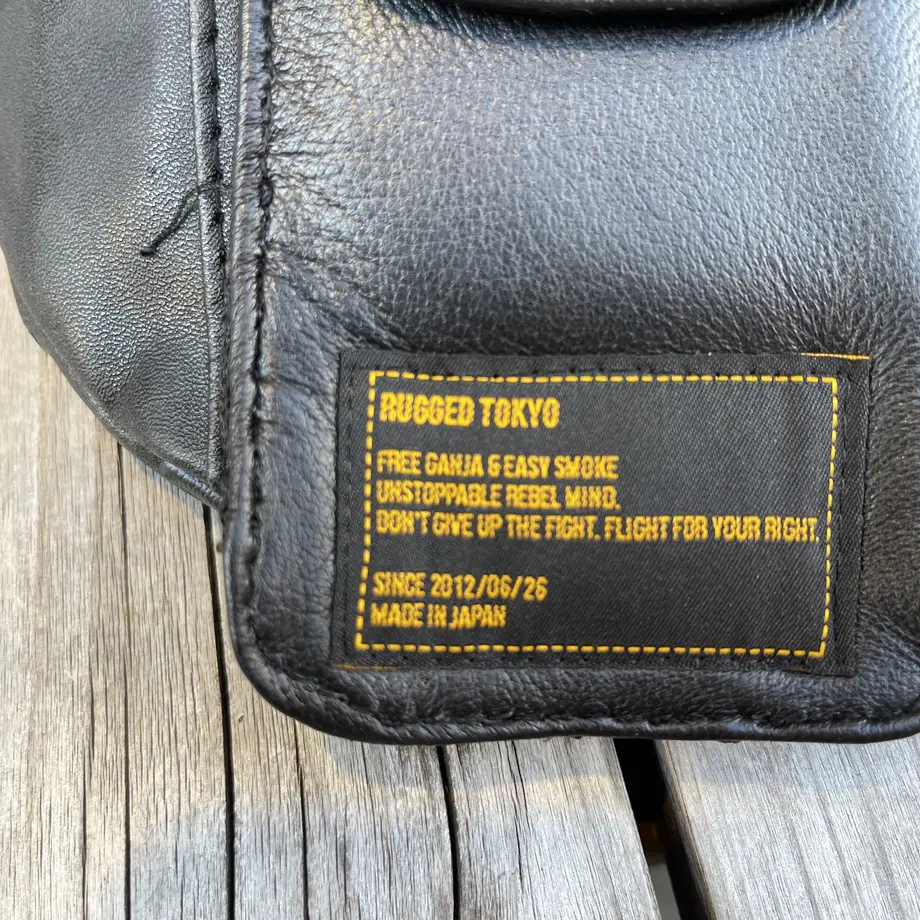 RUGGED TOKYO
FREE GANJA & EASY SMOKE
UNSTOPPABLE REBEL MIND.
DON'T GIVE UP THE FIGHT. FLIGHT FOR YOUR RIGHT.
SINCE 2012/06/26
MADE IN JAPAN